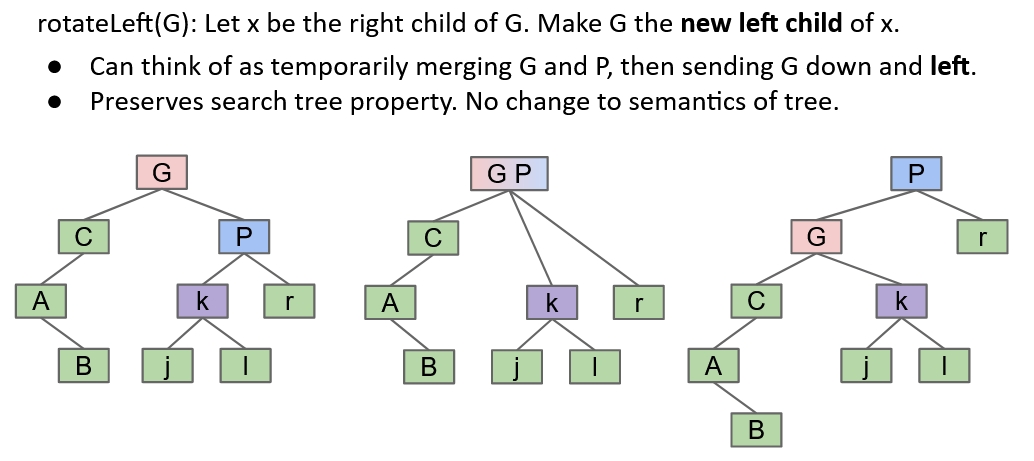 rotateLeft(G): Let x be the right child of G. Make G the new left child of x.
● Can think of as temporarily merging G and P, then sending G down and left.
● Preserves search tree property. No change to semantics of tree.
G
C P
A k r
B j l
G P
C
A k r
B j l
P
G r
C k
A j l
B